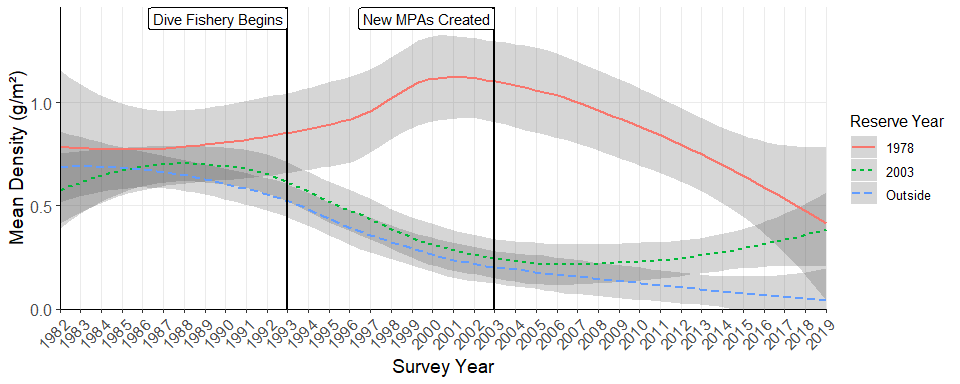 Dive Fishery Begins
New MPAs Created
Mean Density (g/m²)
1.0
0.5
0.0
1982 1983 1984 1985 1986 1987 1988 1989 1990 1991 1992 1993 1994 1995 1996 1997 1998 1999 2000 2001 2002 2003 2004 2005 2006 2007 2008 2009 2010 2011 2012 2013 2014 2015 2016 2017 2018 2019
Survey Year
Reserve Year
1978
2003
Outside